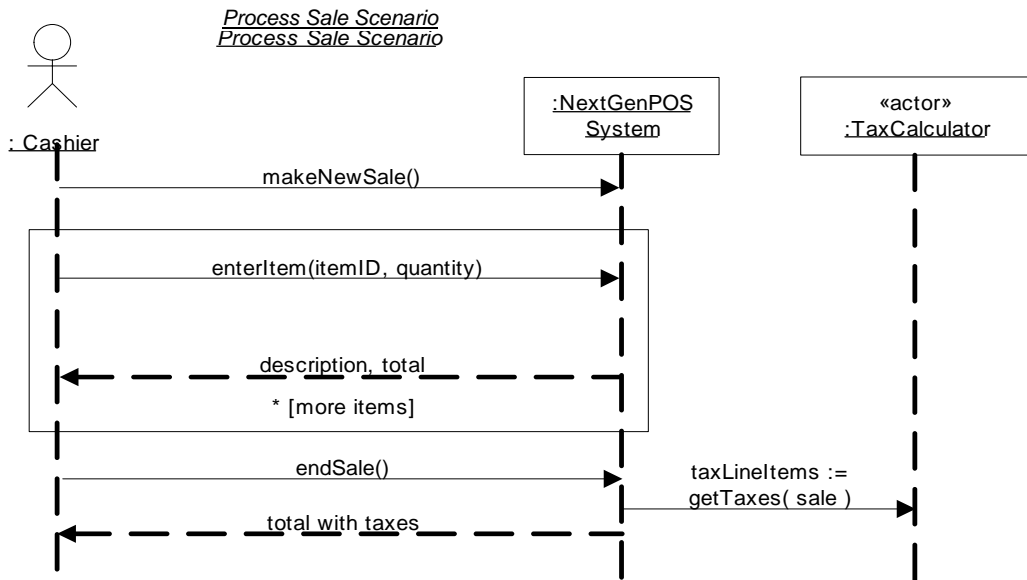 Process Sale Scenario
Process Sale Scenario
: Cashier
:NextGenPOS
System
«actor»
:TaxCalculator
makeNewSale()
enterItem(itemID, quantity)
description, total
* [more items]
endSale()
taxLineItems :=
getTaxes( sale )
total with taxes